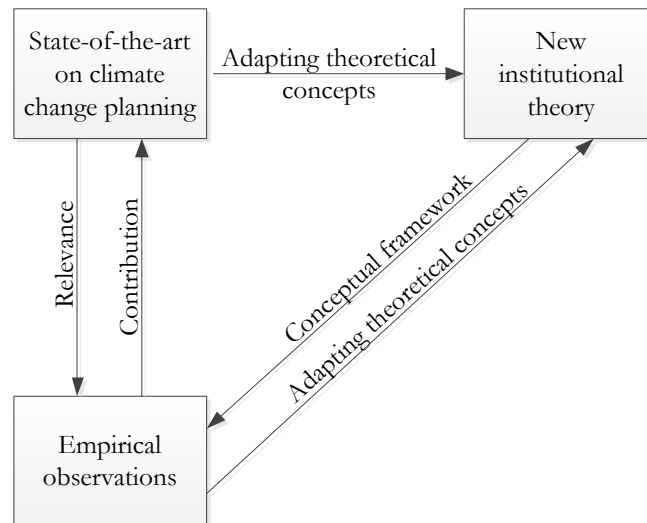 State-of-the-art
on climate
change planning
Adapting theoretical
concepts
New
institutional
theory
Relevance
Contribution
Conceptual framework
Adapting theoretical concepts
Empirical
observations